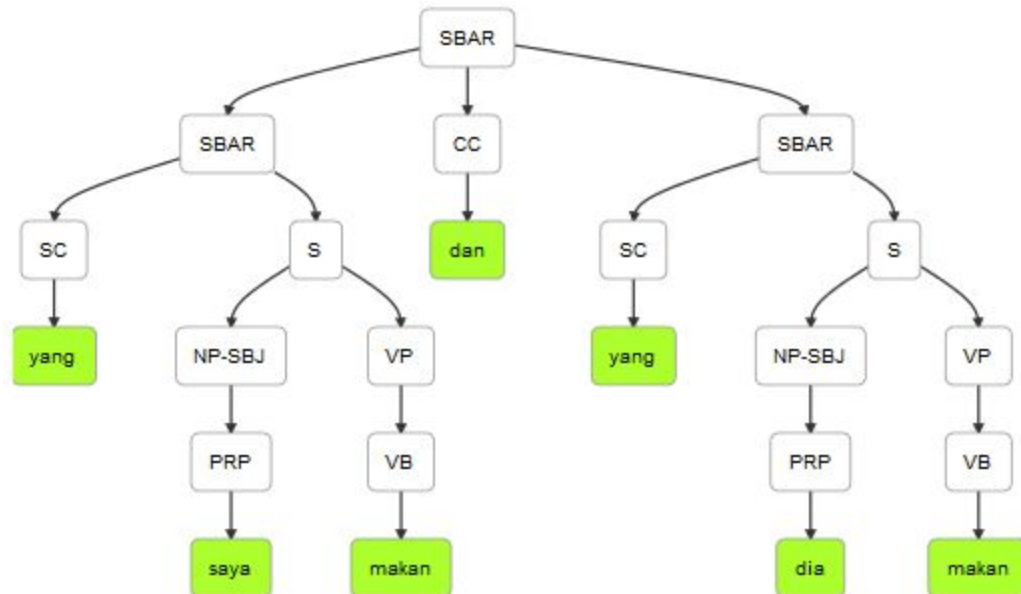 SBAR
SBAR CC SBAR
SC S dan SC S
yang NP-SBJ VP yang NP-SBJ VP
PRP VB PRP VB
saya makan dia makan